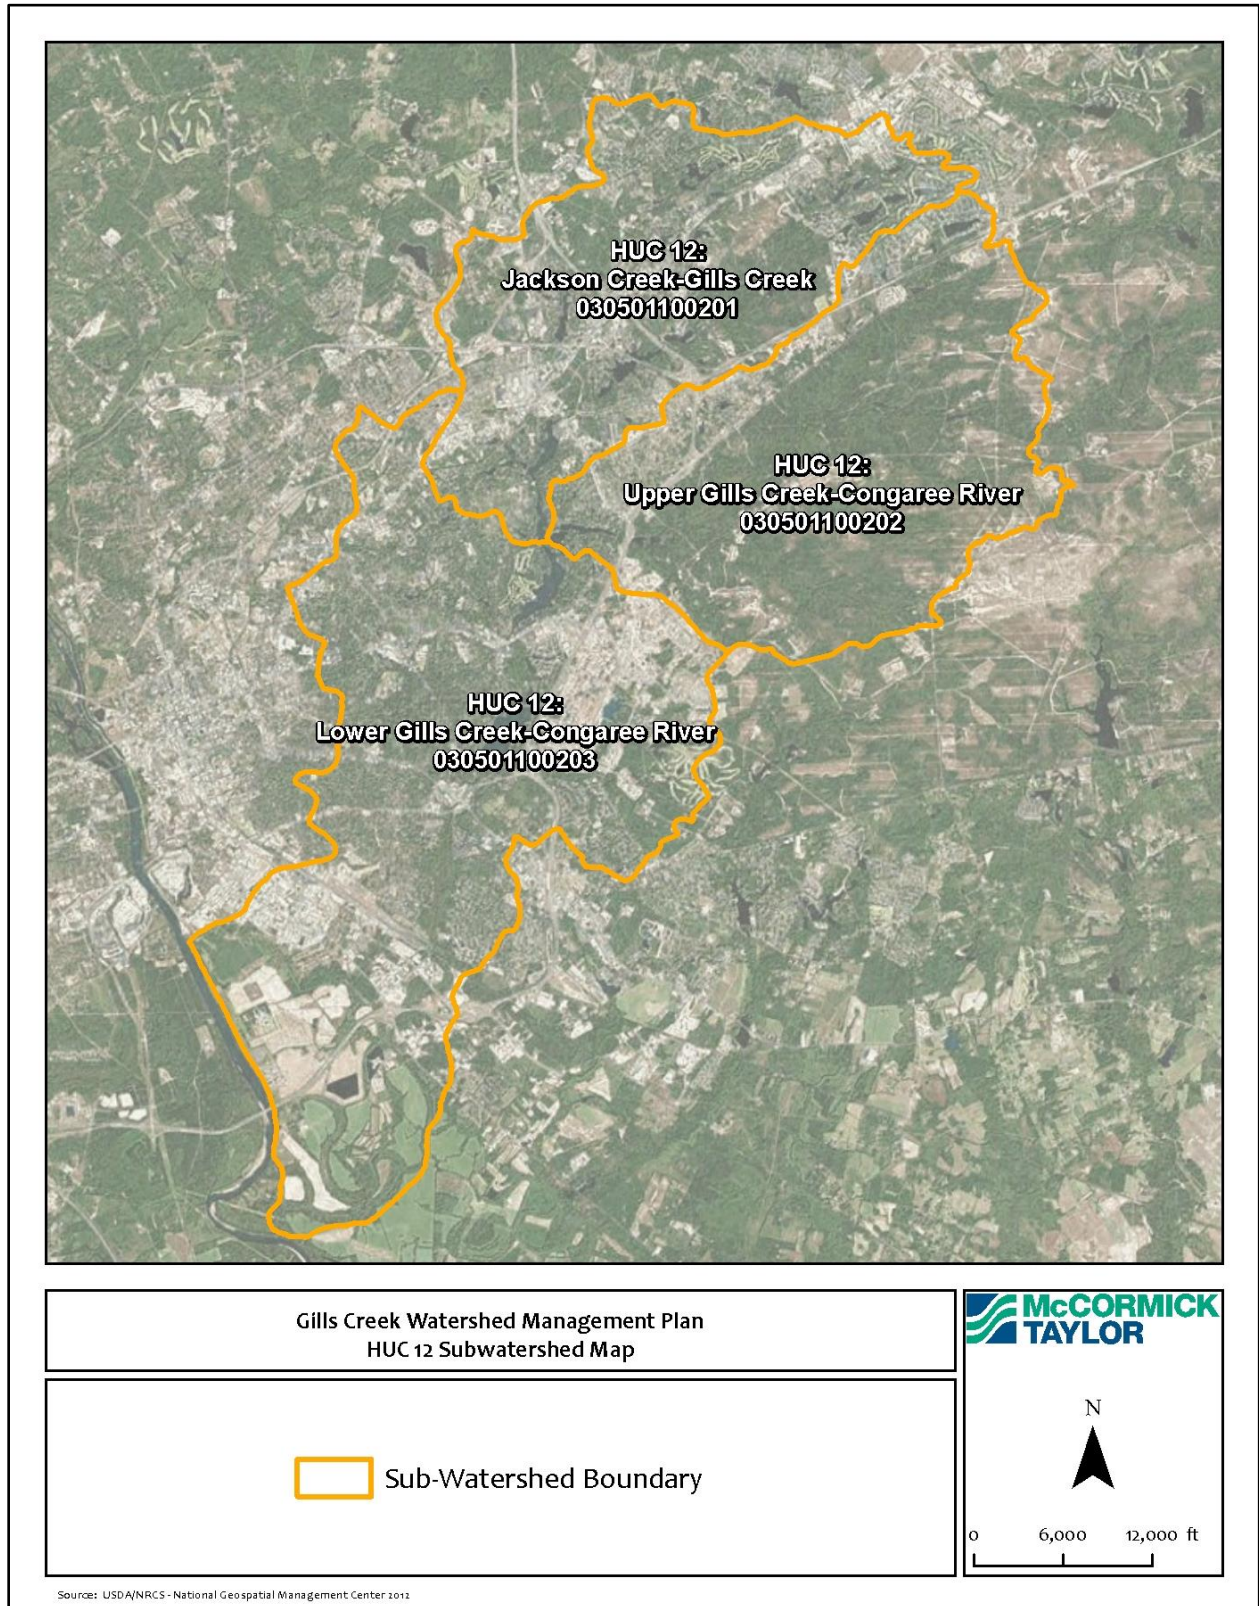 HUC 12:
Jackson Creek-Gills Creek
030501100201
HUC 12:
Upper Gills Creek-Congaree River
030501100202
HUC 12:
Lower Gills Creek-Congaree River
030501100203
Gills Creek Watershed Management Plan
HUC 12 Subwatershed Map
Sub-Watershed Boundary
McCORMICK
TAYLOR
N
0 6,000 12,000 ft
Source: USDA/NRCS - National Geospatial Management Center 2012